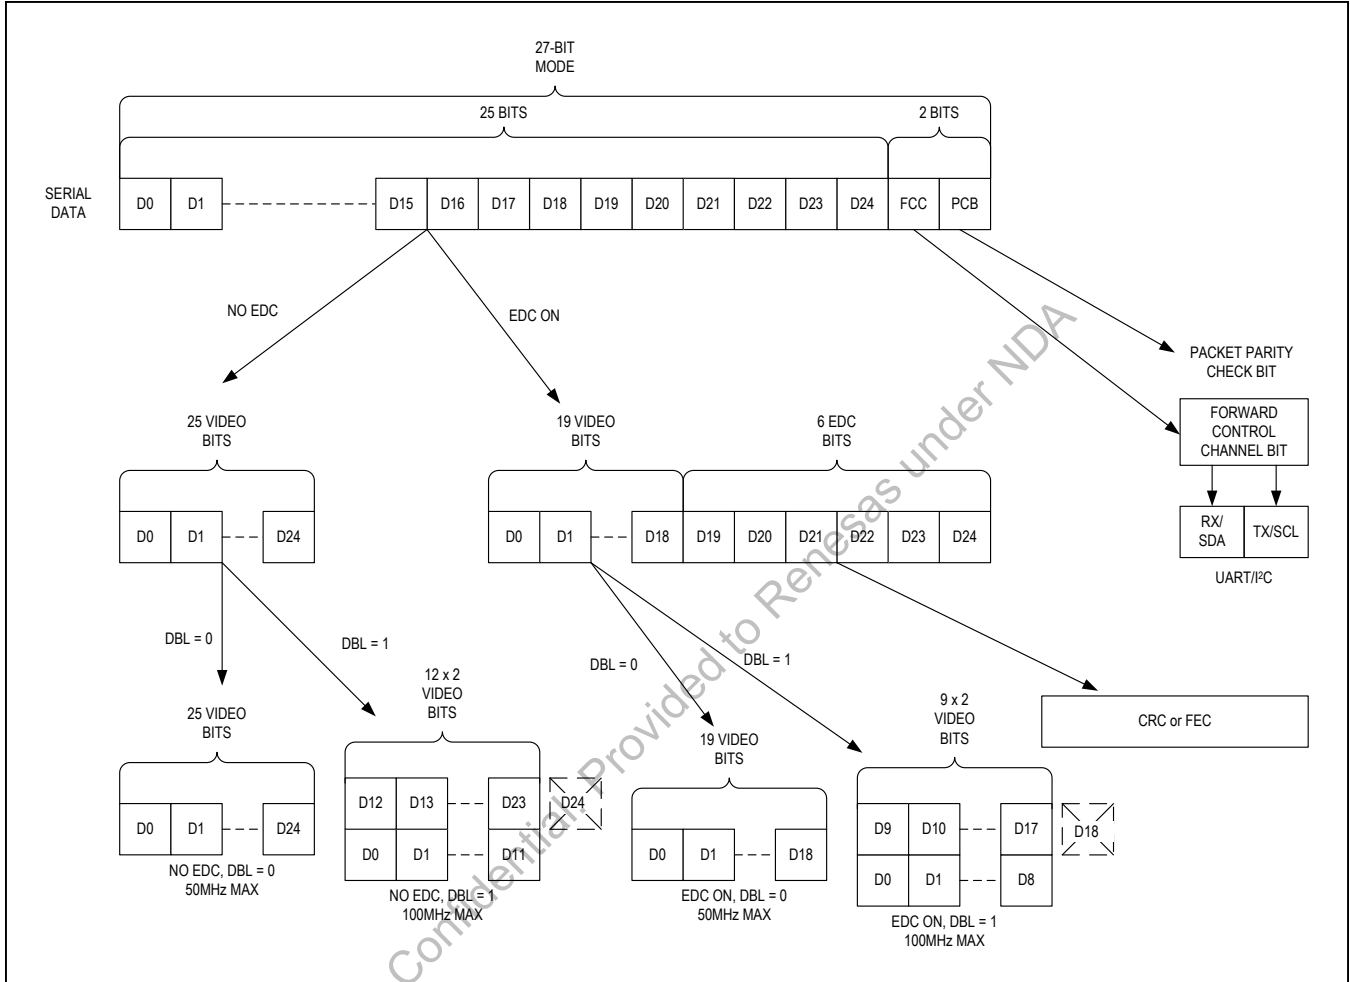 27-BIT
MODE
25 BITS
2 BITS
SERIAL
DATA
D0 D1 D15 D16 D17 D18 D19 D20 D21 D22 D23 D24 FCC PCB
NO EDC
EDC ON
PACKET PARITY
CHECK BIT
FORWARD
CONTROL
CHANNEL BIT
RX/
SDA
TX/SCL
UART/I²C
25 VIDEO
BITS
19 VIDEO
BITS
6 EDC
BITS
D0 D1 D24
D0 D1 D18 D19 D20 D21 D22 D23 D24
DBL = 0
DBL = 1
DBL = 0
DBL = 1
25 VIDEO
BITS
12 x 2
VIDEO
BITS
19 VIDEO
BITS
9 x 2
VIDEO
BITS
CRC or FEC
D0 D1 D24
NO EDC, DBL = 0
50MHz MAX
D12 D13 D23 D24
D0 D1 D11
NO EDC, DBL = 1
100MHz MAX
D0 D1 D18
EDC ON, DBL = 0
50MHz MAX
D9 D10 D17 D18
D0 D1 D8
EDC ON, DBL = 1
100MHz MAX
Confidential, Provided to Renesas under NDA